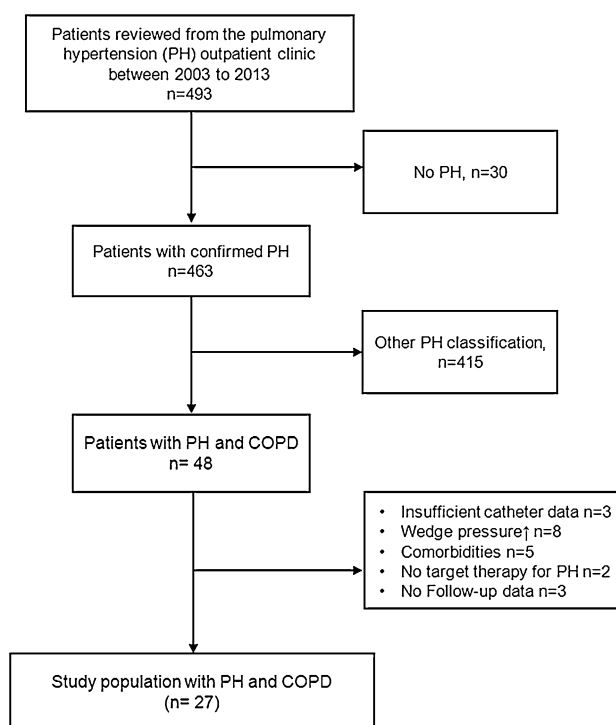 Patients reviewed from the pulmonary
hypertension (PH) outpatient clinic
between 2003 to 2013
n=493
No PH, n=30
Patients with confirmed PH
n=463
Other PH classification,
n=415
Patients with PH and COPD
n= 48
• Insufficient catheter data n=3
• Wedge pressure↑ n=8
• Comorbidities n=5
• No target therapy for PH n=2
• No Follow-up data n=3
Study population with PH and COPD
(n= 27)